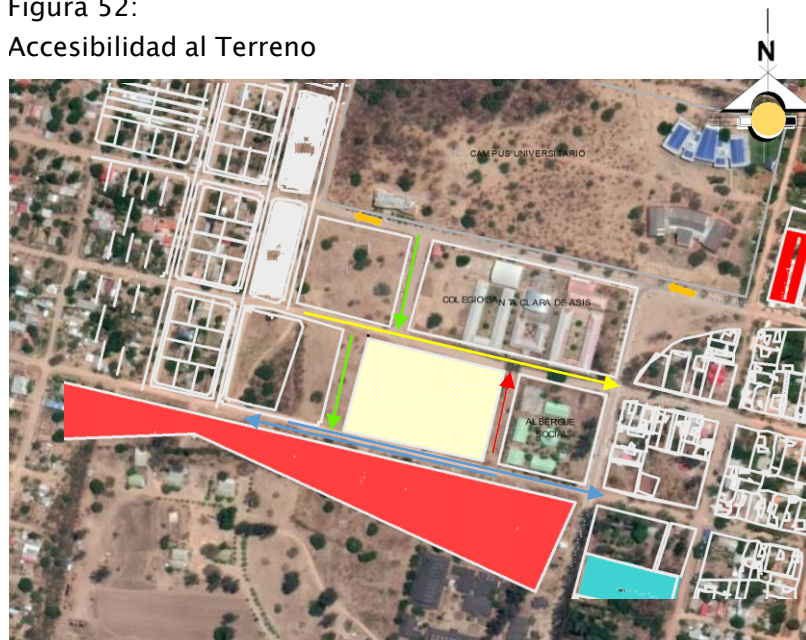 Figura 52:
Accesibilidad al Terreno
N
CAMPUS UNIVERSITARIO
COLEGIO SANTA CLARA DE ASIS
ALBERGUE
SOCIAL